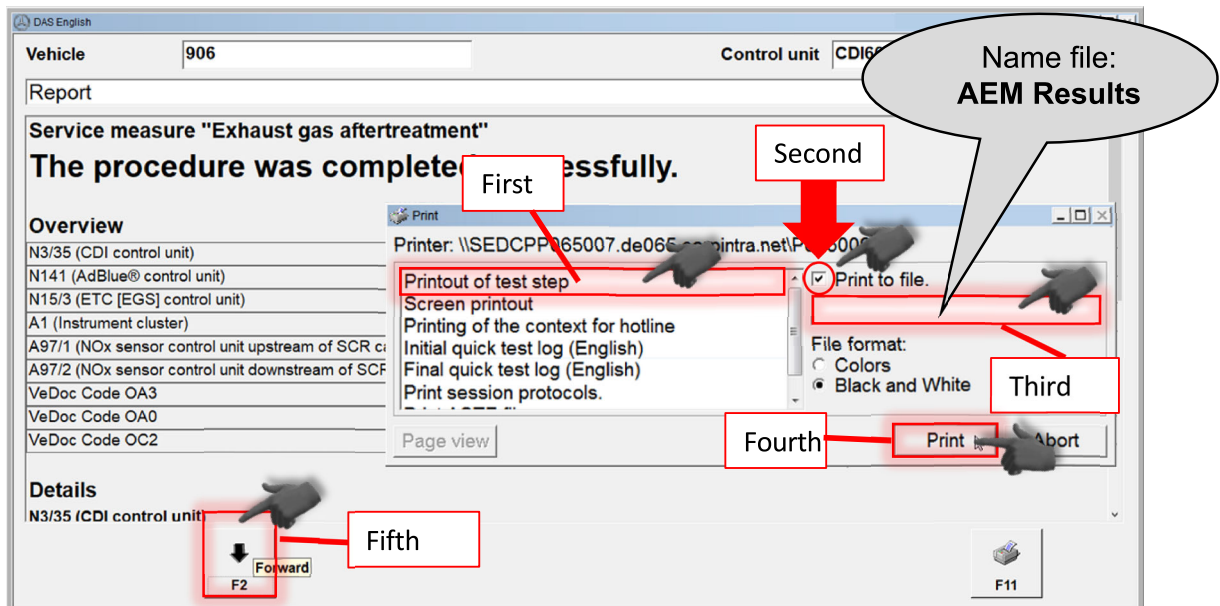 DAS English
Vehicle 906 Control unit CDI6
Name file:
AEM Results
Report
Service measure "Exhaust gas aftertreatment"
The procedure was completed successfully.
Second
First
Overview
Print
Printer: \\SEDCPP065007.de065.corpintra.net\P
N3/35 (CDI control unit)
N141 (AdBlue® control unit)
N15/3 (ETC [EGS] control unit)
A1 (Instrument cluster)
A97/1 (NOx sensor control unit upstream of SCR
A97/2 (NOx sensor control unit downstream of SCR
VeDoc Code OA3
VeDoc Code OA0
VeDoc Code OC2
Printout of test step
Screen printout
Printing of the context for hotline
Initial quick test log (English)
Final quick test log (English)
Print session protocols.
Print to file.
File format:
Colors
Black and White
Third
Page view
Fourth
Print
Abort
Details
N3/35 (CDI control unit)
Fifth
Forward
F2
F11